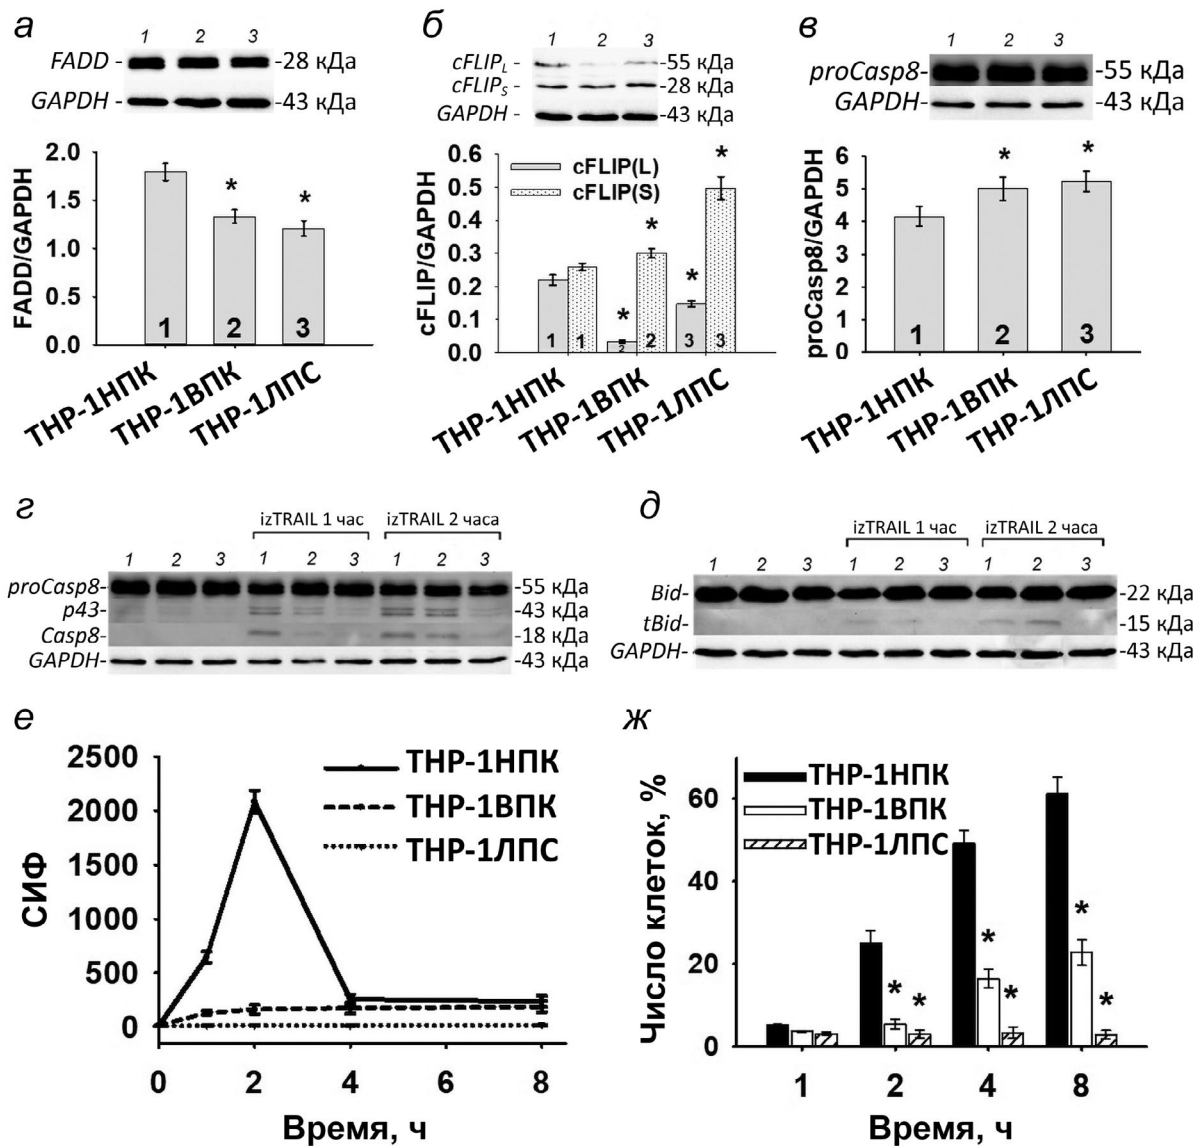 а
1 2 3
FADD - -28 кДа
GAPDH - -43 кДа
2.0
1.5
1.0
0.5
0.0
FADD/GAPDH
* *
1 2 3
THP-1НПК THP-1ВПК THP-1ЛПС
б
1 2 3
cFLIPL - -55 кДа
cFLIPS - -28 кДа
GAPDH - -43 кДа
0.6
0.5
0.4
0.3
0.2
0.1
0.0
cFLIP/GAPDH
cFLIP(L)
cFLIP(S)
* * * *
1 1 2 2 3 3
THP-1НПК THP-1ВПК THP-1ЛПС
в
1 2 3
proCasp8- -55 кДа
GAPDH- -43 кДа
6
5
4
3
2
1
0
proCasp8/GAPDH
* *
1 2 3
THP-1НПК THP-1ВПК THP-1ЛПС
г
izTRAIL 1 час izTRAIL 2 часа
1 2 3 1 2 3 1 2 3
proCasp8- -55 кДа
p43- -43 кДа
Casp8- -18 кДа
GAPDH- -43 кДа
д
izTRAIL 1 час izTRAIL 2 часа
1 2 3 1 2 3 1 2 3
Bid- -22 кДа
tBid- -15 кДа
GAPDH- -43 кДа
е
2500
2000
1500
1000
500
0
СИФ
THP-1НПК
THP-1ВПК
THP-1ЛПС
0 2 4 6 8
Время, ч
ж
60
40
20
0
Число клеток, %
THP-1НПК
THP-1ВПК
THP-1ЛПС
* * * * * *
1 2 4 8
Время, ч